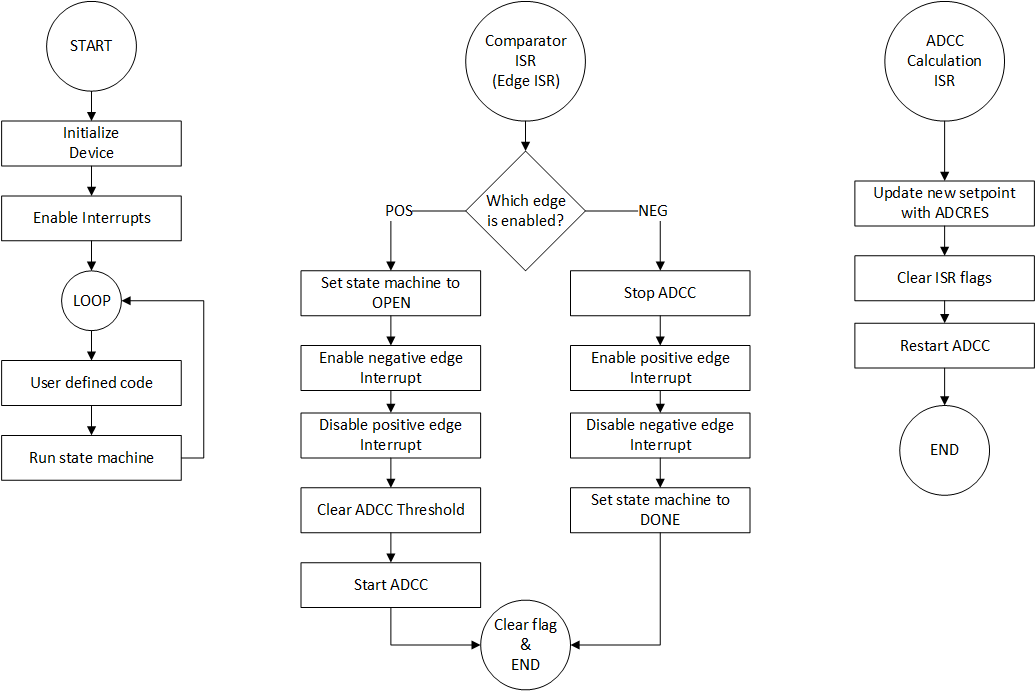 START
Initialize
Device
Enable Interrupts
LOOP
User defined code
Run state machine
Comparator
ISR
(Edge ISR)
Which edge
is enabled?
POS
NEG
Set state machine to
OPEN
Enable negative edge
Interrupt
Disable positive edge
Interrupt
Clear ADCC Threshold
Start ADCC
Stop ADCC
Enable positive edge
Interrupt
Disable negative edge
Interrupt
Set state machine to
DONE
Clear flag
&
END
ADCC
Calculation
ISR
Update new setpoint
with ADCRES
Clear ISR flags
Restart ADCC
END